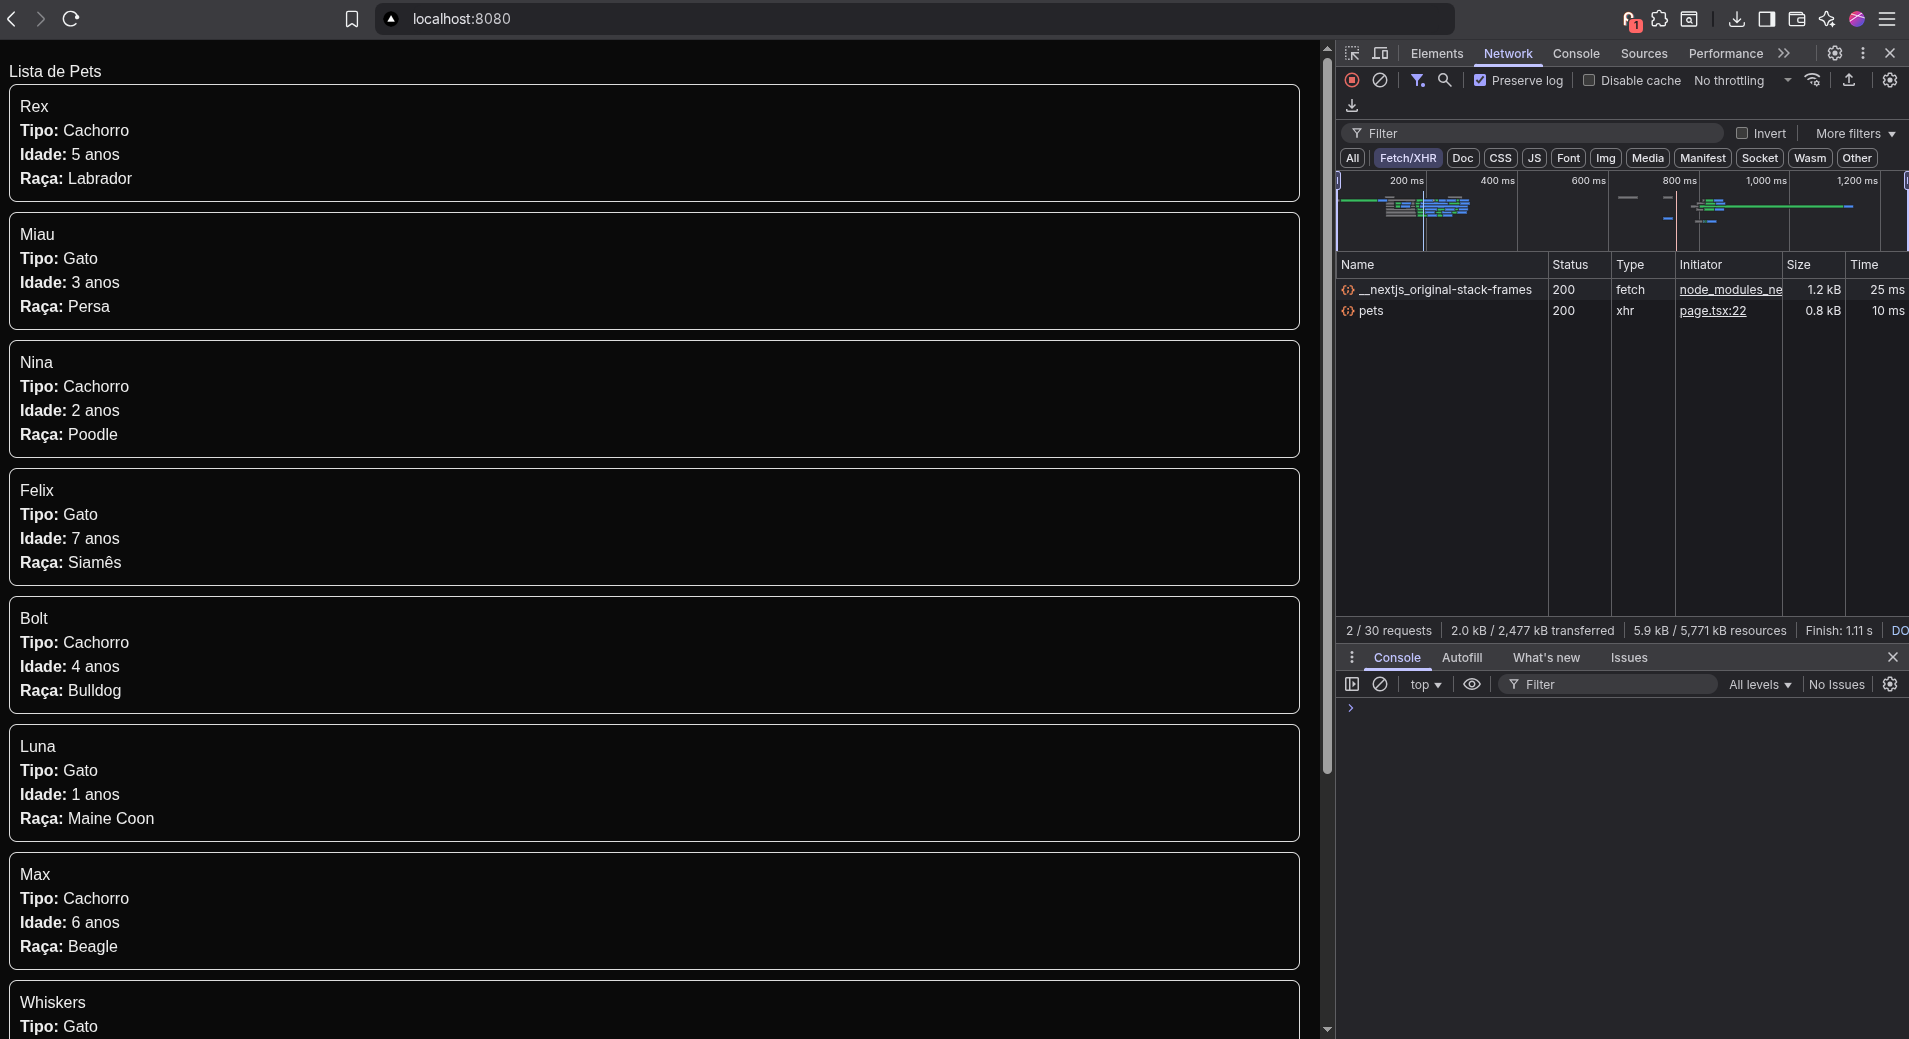 localhost:8080
1
Lista de Pets
Rex
Tipo: Cachorro
Idade: 5 anos
Raça: Labrador
Miau
Tipo: Gato
Idade: 3 anos
Raça: Persa
Nina
Tipo: Cachorro
Idade: 2 anos
Raça: Poodle
Felix
Tipo: Gato
Idade: 7 anos
Raça: Siamês
Bolt
Tipo: Cachorro
Idade: 4 anos
Raça: Bulldog
Luna
Tipo: Gato
Idade: 1 anos
Raça: Maine Coon
Max
Tipo: Cachorro
Idade: 6 anos
Raça: Beagle
Whiskers
Tipo: Gato
Elements Network Console Sources Performance
Preserve log Disable cache No throttling
Filter Invert More filters
All Fetch/XHR Doc CSS JS Font Img Media Manifest Socket Wasm Other
200 ms 400 ms 600 ms 800 ms 1,000 ms 1,200 ms
Name Status Type Initiator Size Time
__nextjs_original-stack-frames 200 fetch node_modules_ne 1.2 kB 25 ms
pets 200 xhr page.tsx:22 0.8 kB 10 ms
2 / 30 requests 2.0 kB / 2,477 kB transferred 5.9 kB / 5,771 kB resources Finish: 1.11 s DO
Console Autofill What's new Issues
top Filter All levels No Issues